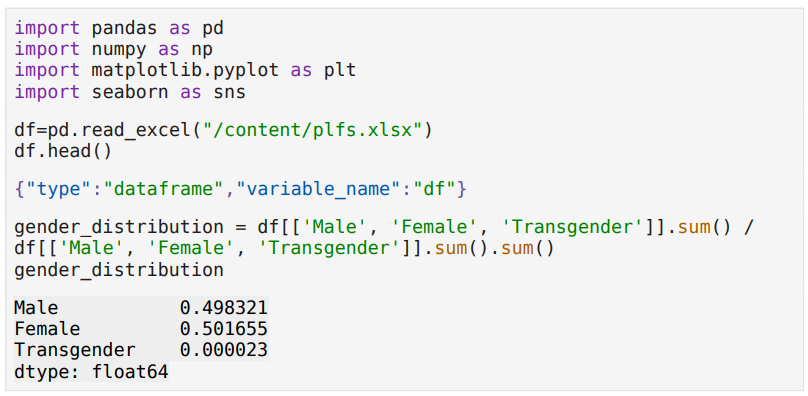 import pandas as pd
import numpy as np
import matplotlib.pyplot as plt
import seaborn as sns
df=pd.read_excel("/content/plfs.xlsx")
df.head()
{"type":"dataframe","variable_name":"df"}
gender_distribution = df[['Male', 'Female', 'Transgender']].sum() /
df[['Male', 'Female', 'Transgender']].sum().sum()
gender_distribution
Male           0.498321
Female         0.501655
Transgender    0.000023
dtype: float64